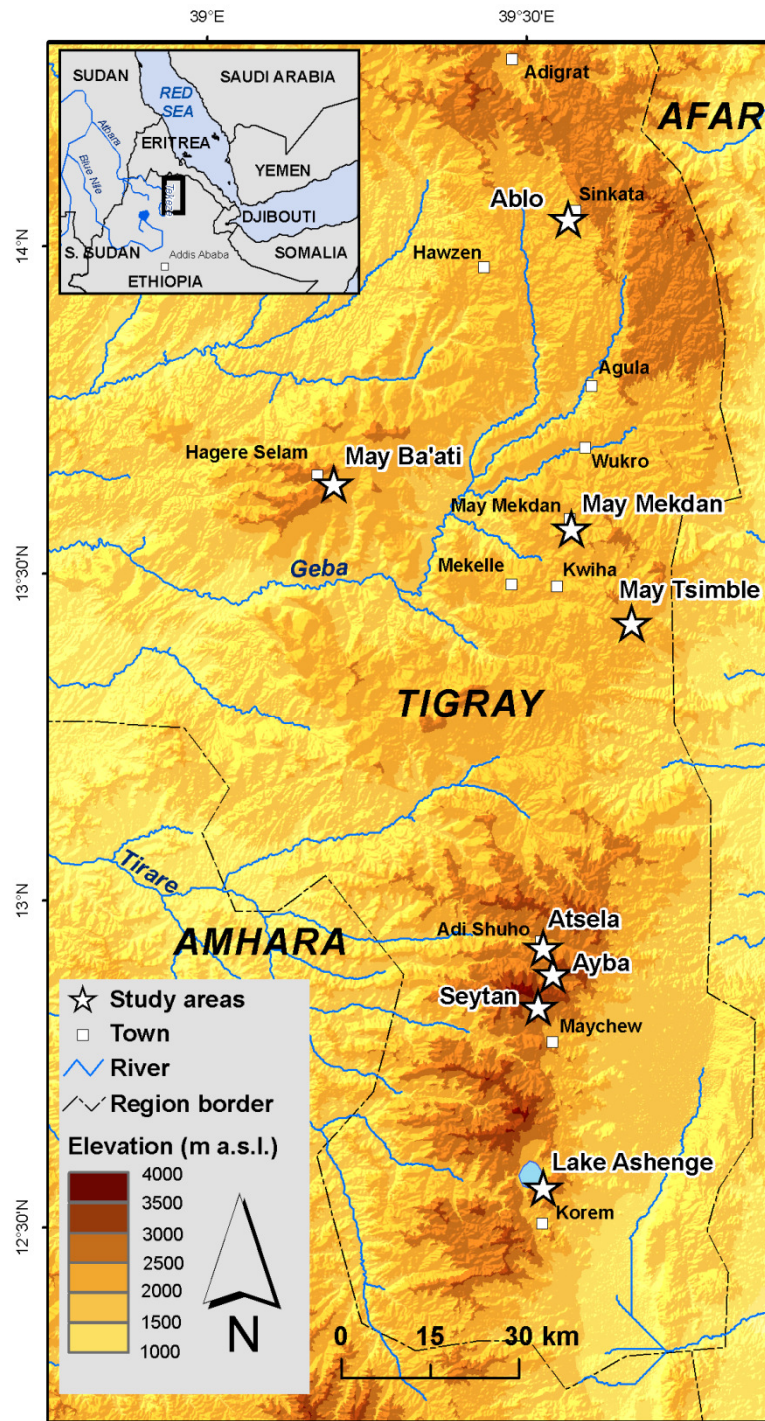 39°E
39°30'E
SUDAN
SAUDI ARABIA
RED
SEA
Atbara
ERITREA
Blue Nile
YEMEN
Tekeze
DJIBOUTI
S. SUDAN
Addis Ababa
SOMALIA
ETHIOPIA
Adigrat
AFAR
Ablo
Sinkata
14°N
Hawzen
Agula
Hagere Selam
May Ba'ati
Wukro
May Mekdan
May Mekdan
13°30'N
Geba
Mekelle
Kwiha
May Tsimble
TIGRAY
13°N
Tirare
AMHARA
Adi Shuho
Atsela
Ayba
Seytan
Maychew
Lake Ashenge
Korem
12°30'N
Study areas
Town
River
Region border
Elevation (m a.s.l.)
4000
3500
3000
2500
2000
1500
1000
N
0 15 30 km